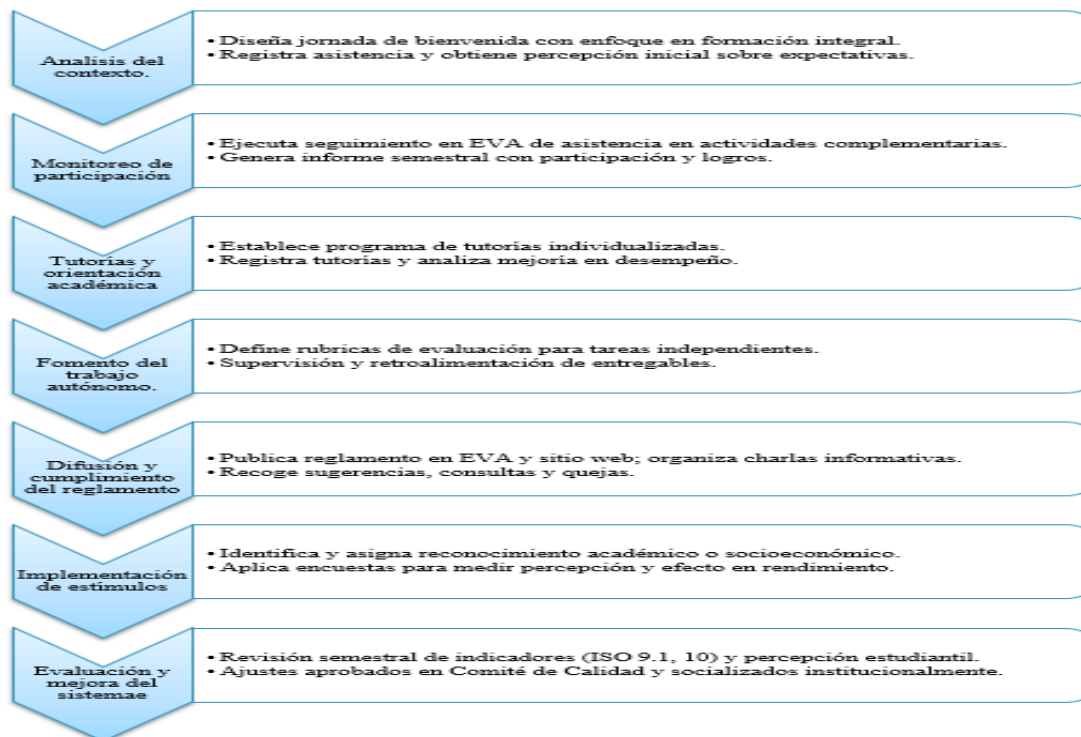 Analisis del
contexto.
• Diseña jornada de bienvenida con enfoque en formación integral.
• Registra asistencia y obtiene percepción inicial sobre expectativas.
Monitoreo de
participación
• Ejecuta seguimiento en EVA de asistencia en actividades complementarias.
• Genera informe semestral con participación y logros.
Tutorías y
orientación
académica
• Establece programa de tutorías individualizadas.
• Registra tutorías y analiza mejoría en desempeño.
Fomento del
trabajo
autónomo.
• Define rubricas de evaluación para tareas independientes.
• Supervisión y retroalimentación de entregables.
Difusión y
cumplimiento
del reglamento
• Publica reglamento en EVA y sitio web; organiza charlas informativas.
• Recoge sugerencias, consultas y quejas.
Implementación
de estímulos
• Identifica y asigna reconocimiento académico o socioeconómico.
• Aplica encuestas para medir percepción y efecto en rendimiento.
Evaluación y
mejora del
sistemae
• Revisión semestral de indicadores (ISO 9.1, 10) y percepción estudiantil.
• Ajustes aprobados en Comité de Calidad y socializados institucionalmente.